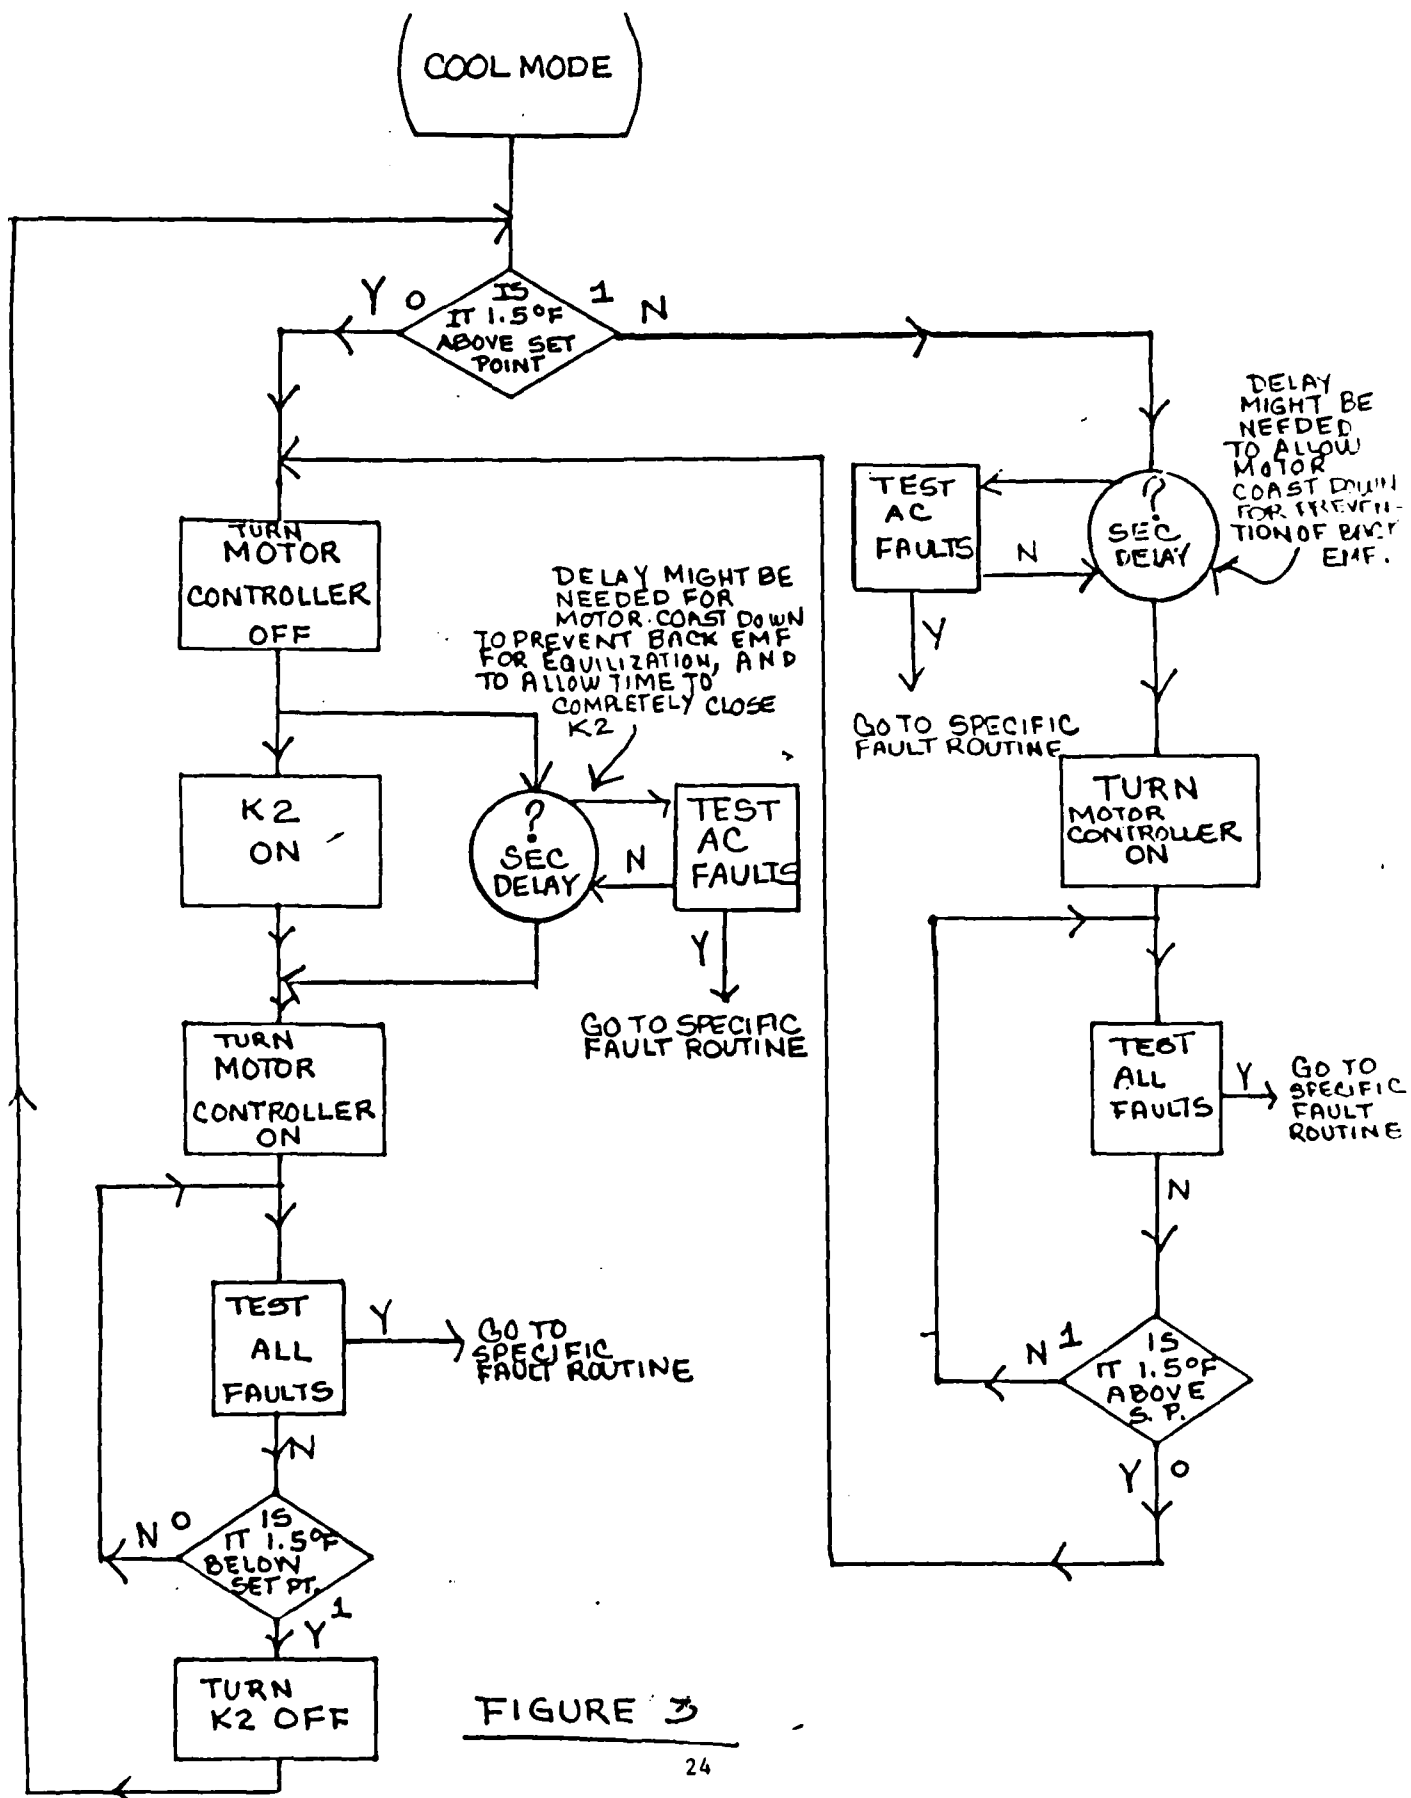 COOL MODE
Y 0
IS
IT 1.5°F
ABOVE SET
POINT
1 N
DELAY
MIGHT BE
NEEDED
TO ALLOW
MOTOR
COAST DOWN
FOR PREVEN-
TION OF BACK
EMF.
?
SEC
DELAY
TEST
AC
FAULTS
N
Y
GO TO SPECIFIC
FAULT ROUTINE
TURN
MOTOR
CONTROLLER
OFF
DELAY MIGHT BE
NEEDED FOR
MOTOR COAST DOWN
TO PREVENT BACK EMF
FOR EQUILIZATION, AND
TO ALLOW TIME TO
COMPLETELY CLOSE
K2
K2
ON
?
SEC
DELAY
TEST
AC
FAULTS
N
Y
GO TO SPECIFIC
FAULT ROUTINE
TURN
MOTOR
CONTROLLER
ON
TURN
MOTOR
CONTROLLER
ON
TEST
ALL
FAULTS
Y
GO TO
SPECIFIC
FAULT
ROUTINE
N
TEST
ALL
FAULTS
Y
GO TO
SPECIFIC
FAULT ROUTINE
N
N 1
IS
IT 1.5°F
ABOVE
S. P.
Y 0
N 0
IS
IT 1.5°F
BELOW
SET PT.
Y 1
TURN
K2 OFF
FIGURE 3
24